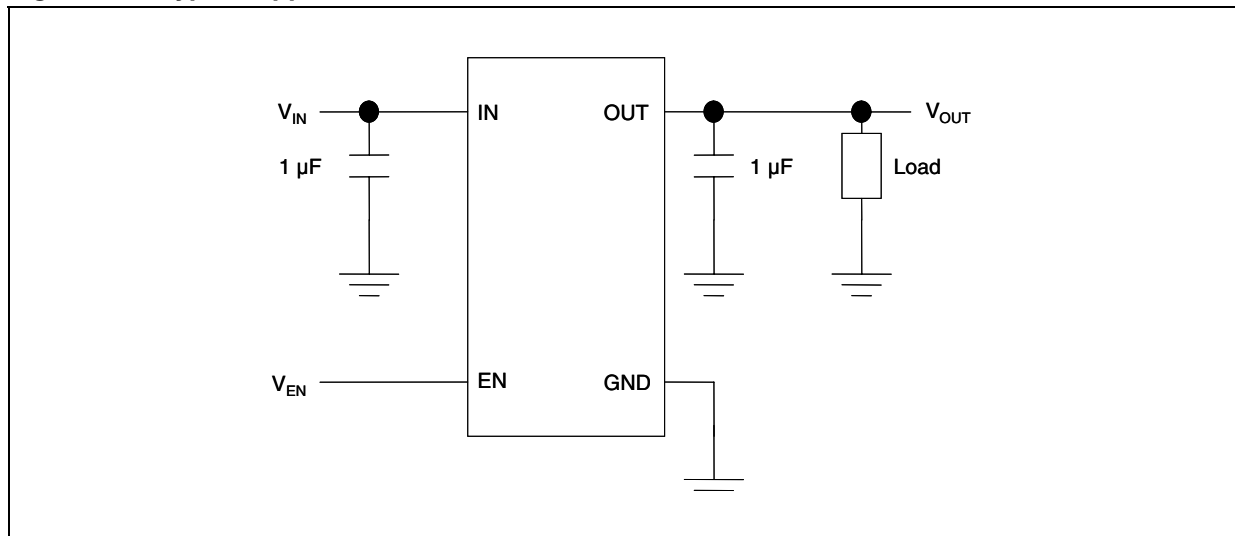 V_IN IN OUT V_OUT
1 µF 1 µF Load
V_EN EN GND